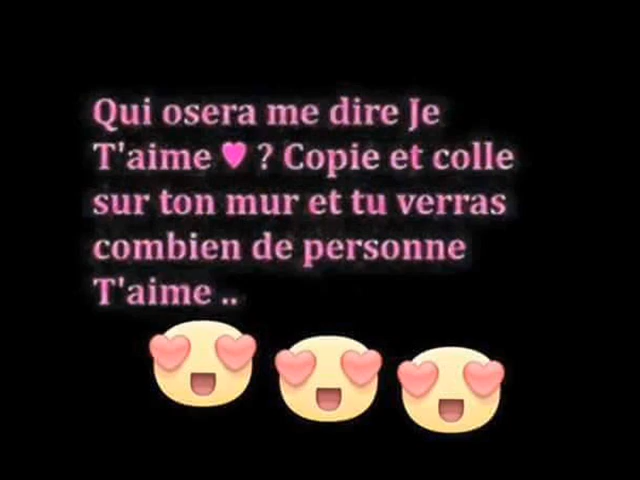 Qui osera me dire Je
T'aime ♥ ? Copie et colle
sur ton mur et tu verras
combien de personne
T'aime ..